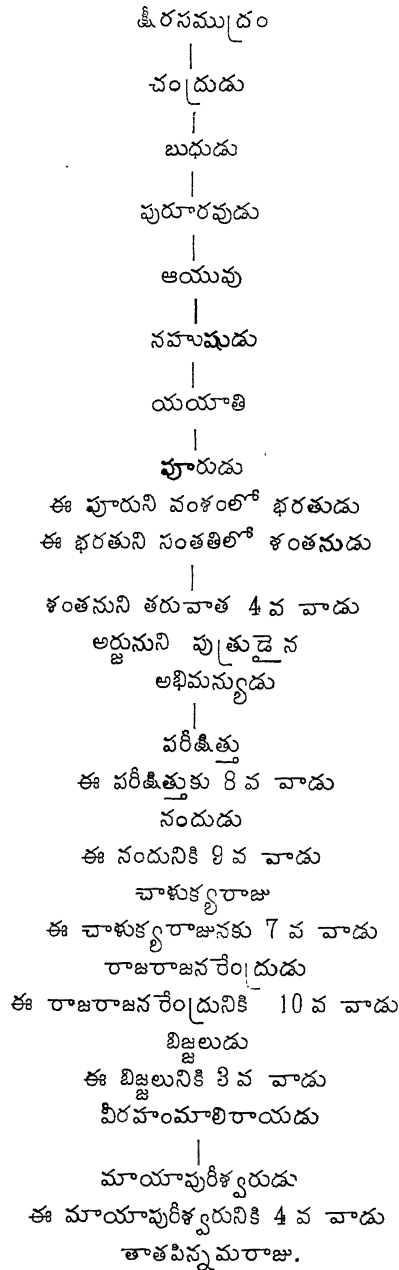 క్షీరసముద్రం
చంద్రుడు
బుధుడు
పురూరవుడు
ఆయువు
నహుషుడు
యయాతి
పూరుడు
ఈ పూరుని వంశంలో భరతుడు
ఈ భరతుని సంతతిలో శంతనుడు
శంతనుని తరువాత 4 వ వాడు
అర్జునుని పుత్రుడైన
అభిమన్యుడు
పరీక్షిత్తు
ఈ పరీక్షిత్తుకు 8 వ వాడు
నందుడు
ఈ నందునికి 9 వ వాడు
చాళుక్యరాజు
ఈ చాళుక్యరాజునకు 7 వ వాడు
రాజరాజనరేంద్రుడు
ఈ రాజరాజనరేంద్రునికి 10 వ వాడు
బిజ్జలుడు
ఈ బిజ్జలునికి 3 వ వాడు
వీరహంమాలిరాయడు
మాయాపురీశ్వరుడు
ఈ మాయాపురీశ్వరునికి 4 వ వాడు
తాతపిన్నమరాజు.